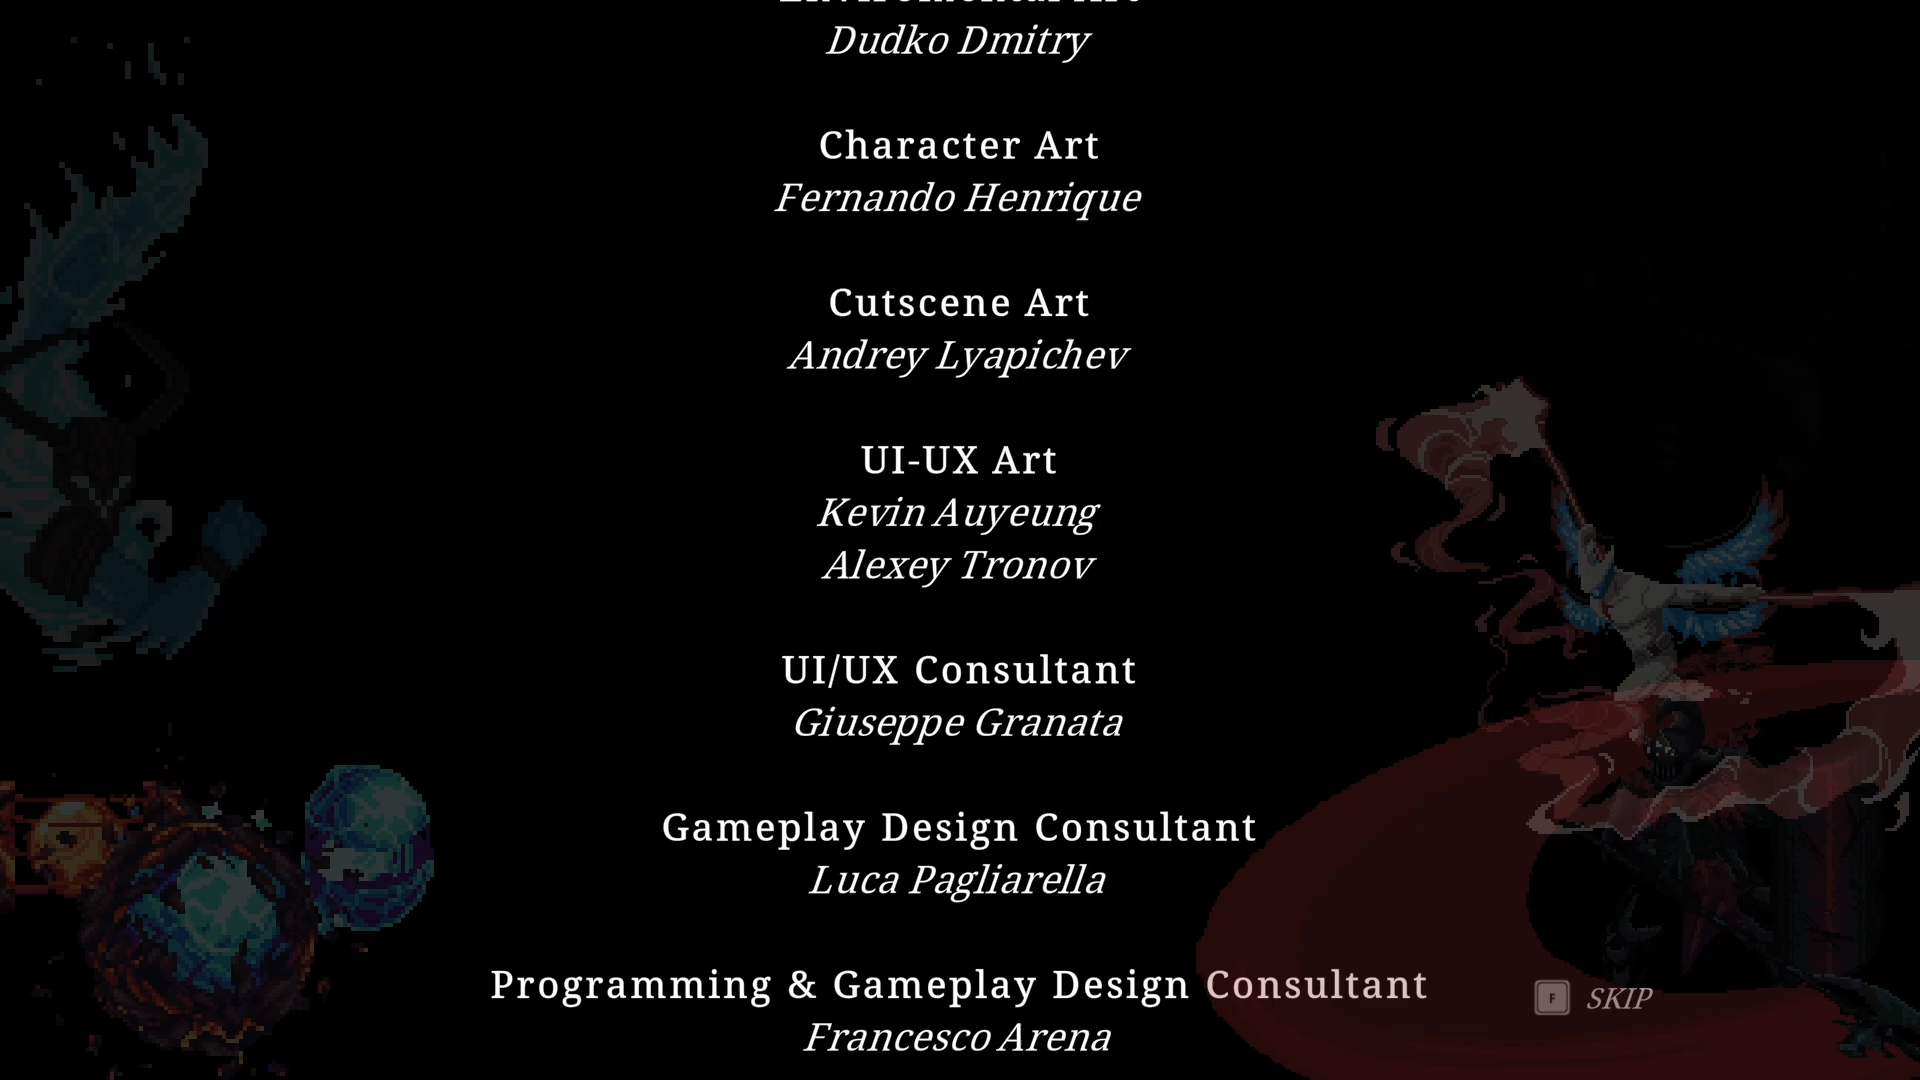 Dudko Dmitry
Character Art
Fernando Henrique
Cutscene Art
Andrey Lyapichev
UI-UX Art
Kevin Auyeung
Alexey Tronov
UI/UX Consultant
Giuseppe Granata
Gameplay Design Consultant
Luca Pagliarella
Programming & Gameplay Design Consultant
F SKIP
Francesco Arena